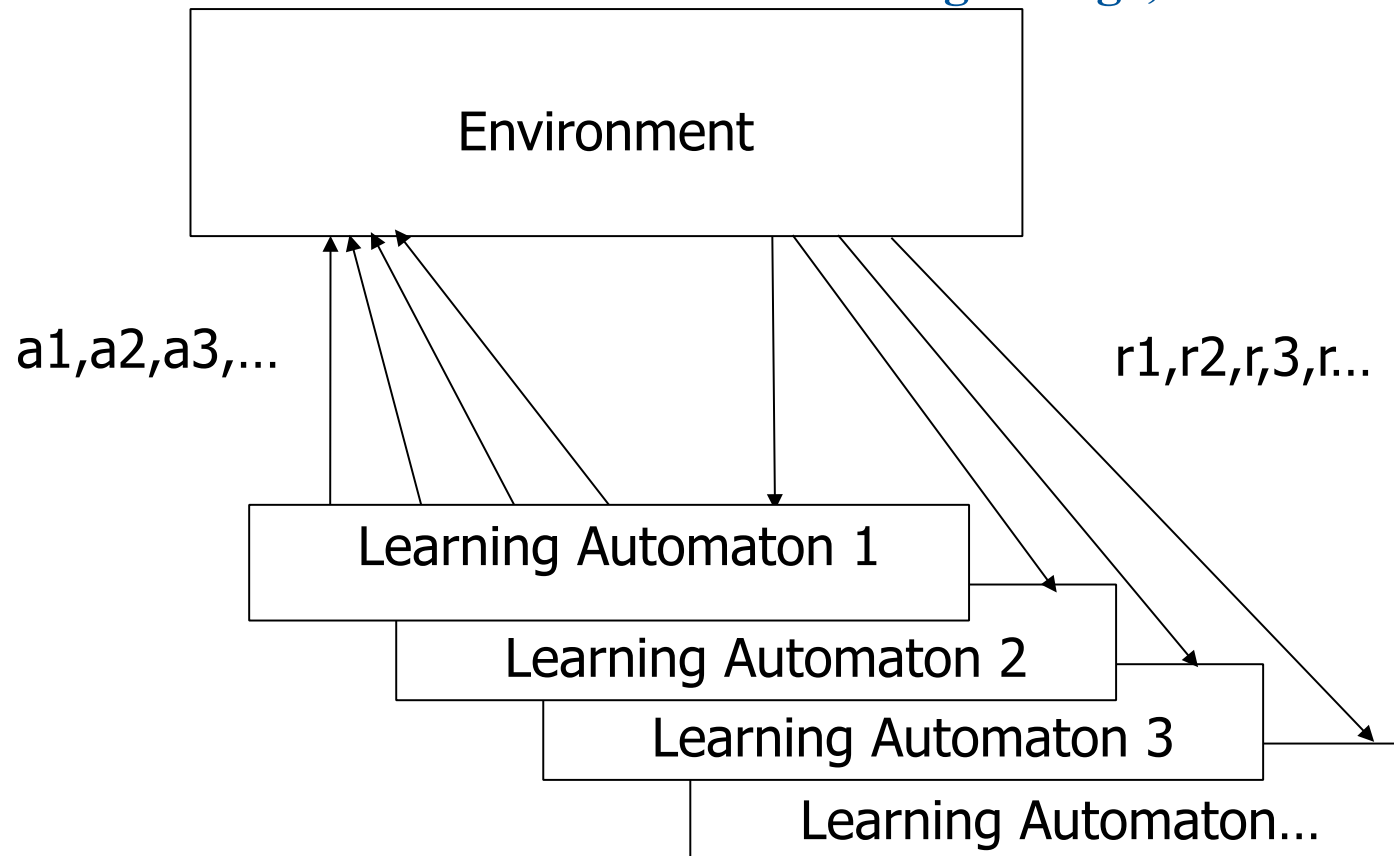 Environment
a1,a2,a3,...
r1,r2,r,3,r...
Learning Automaton 1
Learning Automaton 2
Learning Automaton 3
Learning Automaton...